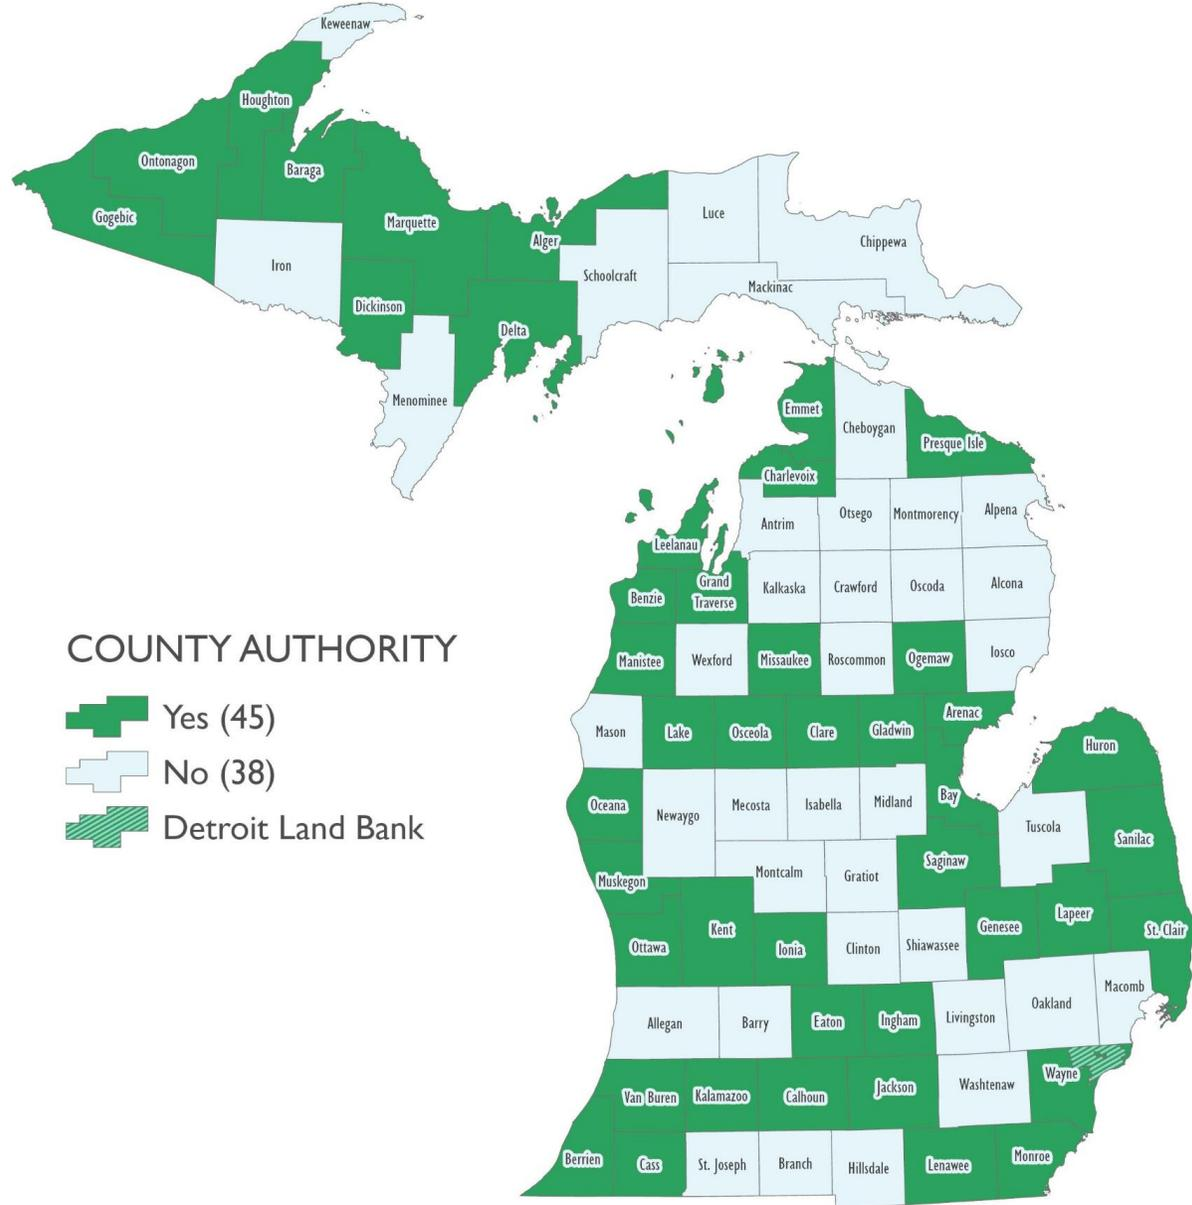 Keweenaw
Houghton
Ontonagon
Baraga
Gogebic
Marquette
Alger
Luce
Chippewa
Iron
Schoolcraft
Mackinac
Dickinson
Delta
Menominee
Emmet
Cheboygan
Presque Isle
Charlevoix
Antrim
Otsego
Montmorency
Alpena
Leelanau
Benzie
Grand
Traverse
Kalkaska
Crawford
Oscoda
Alcona
COUNTY AUTHORITY
Yes (45)
No (38)
Detroit Land Bank
Manistee
Wexford
Missaukee
Roscommon
Ogemaw
Iosco
Mason
Lake
Osceola
Clare
Gladwin
Arenac
Huron
Oceana
Newaygo
Mecosta
Isabella
Midland
Bay
Tuscola
Sanilac
Muskegon
Montcalm
Gratiot
Saginaw
Ottawa
Kent
Ionia
Clinton
Shiawassee
Genesee
Lapeer
St. Clair
Allegan
Barry
Eaton
Ingham
Livingston
Oakland
Macomb
Van Buren
Kalamazoo
Calhoun
Jackson
Washtenaw
Wayne
Berrien
Cass
St. Joseph
Branch
Hillsdale
Lenawee
Monroe